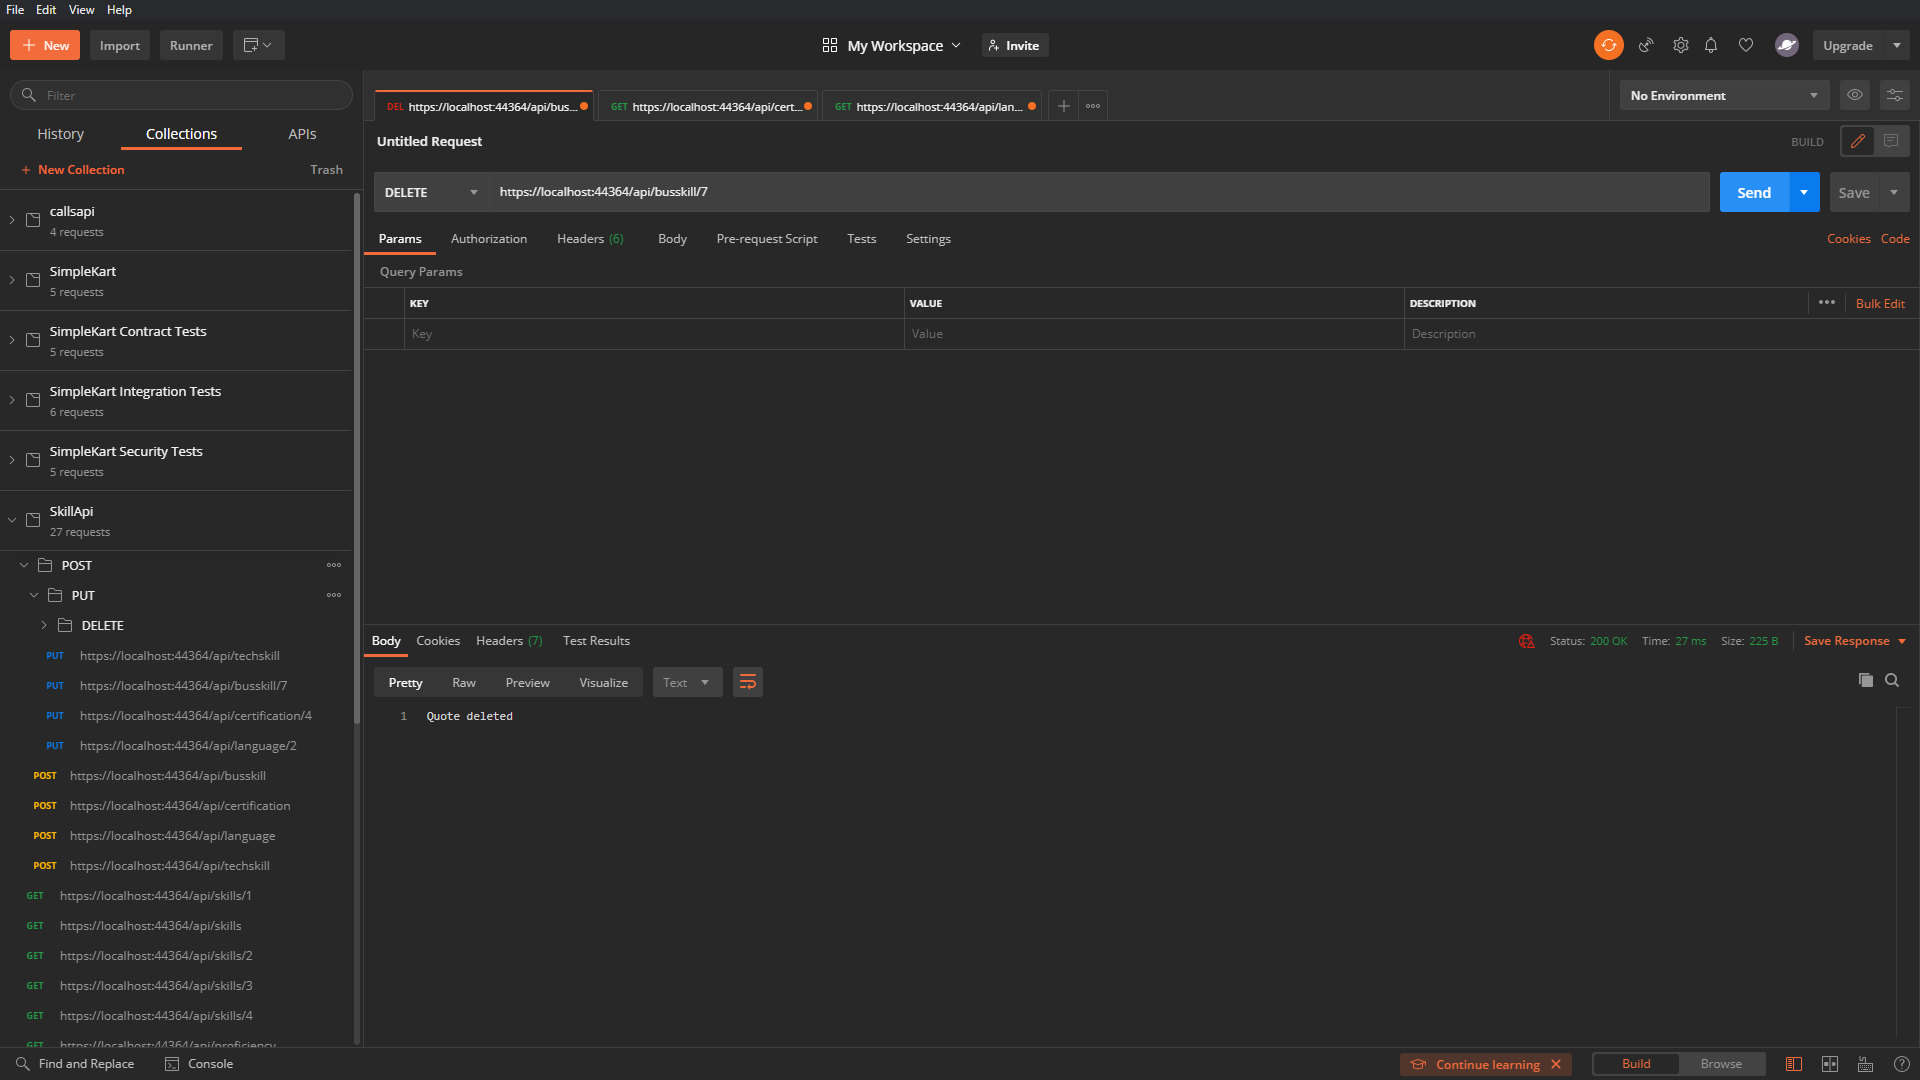 File Edit View Help
New Import Runner
My Workspace Invite
Upgrade
Filter
History Collections APIs
New Collection Trash
callsapi
4 requests
SimpleKart
5 requests
SimpleKart Contract Tests
5 requests
SimpleKart Integration Tests
6 requests
SimpleKart Security Tests
5 requests
SkillApi
27 requests
POST
PUT
DELETE
PUT https://localhost:44364/api/techskill
PUT https://localhost:44364/api/busskill/7
PUT https://localhost:44364/api/certification/4
PUT https://localhost:44364/api/language/2
POST https://localhost:44364/api/busskill
POST https://localhost:44364/api/certification
POST https://localhost:44364/api/language
POST https://localhost:44364/api/techskill
GET https://localhost:44364/api/skills/1
GET https://localhost:44364/api/skills
GET https://localhost:44364/api/skills/2
GET https://localhost:44364/api/skills/3
GET https://localhost:44364/api/skills/4
GET https://localhost:44364/api/proficiency
DEL https://localhost:44364/api/bus... GET https://localhost:44364/api/cert... GET https://localhost:44364/api/lan...
No Environment
Untitled Request BUILD
DELETE https://localhost:44364/api/busskill/7 Send Save
Params Authorization Headers (6) Body Pre-request Script Tests Settings Cookies Code
Query Params
KEY VALUE DESCRIPTION ••• Bulk Edit
Key Value Description
Body Cookies Headers (7) Test Results Status: 200 OK Time: 27 ms Size: 225 B Save Response
Pretty Raw Preview Visualize Text
1 Quote deleted
Find and Replace Console Continue learning Build Browse